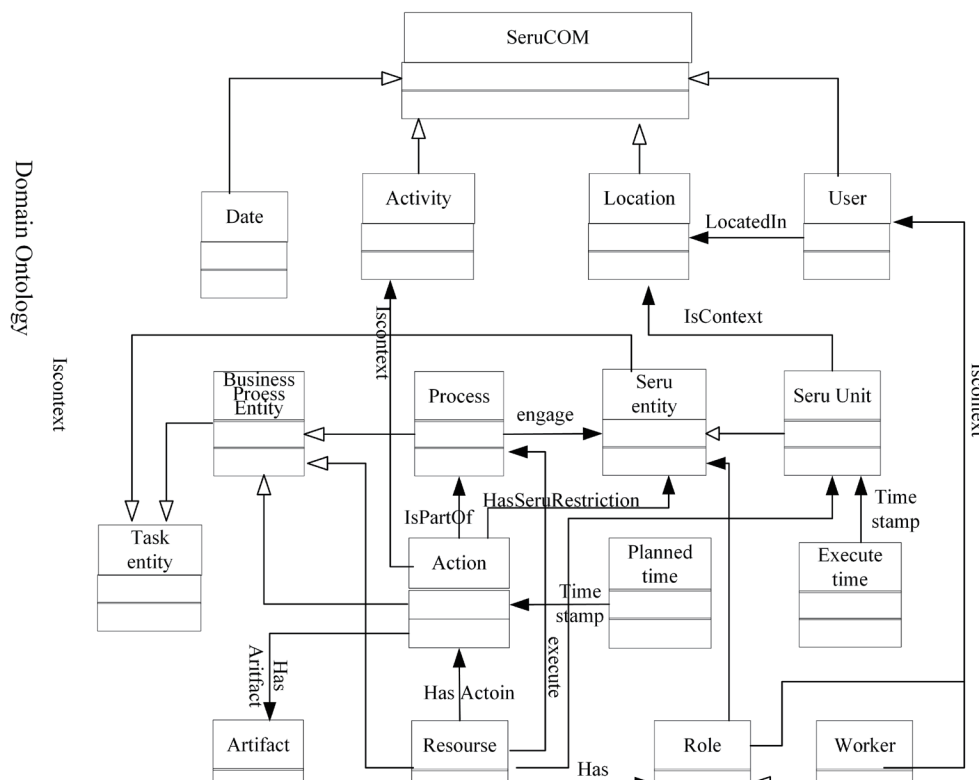 SeruCOM
Domain Ontology
Date
Activity
Location
User
LocatedIn
Iscontext
IsContext
Iscontext
Iscontext
Business
Proess
Entity
Process
Seru
entity
Seru Unit
engage
HasSeruRestriction
Time
stamp
IsPartOf
Task
entity
Action
Planned
time
Execute
time
Time
stamp
Has
Aritfact
execute
Has Actoin
Artifact
Resourse
Role
Worker
Has